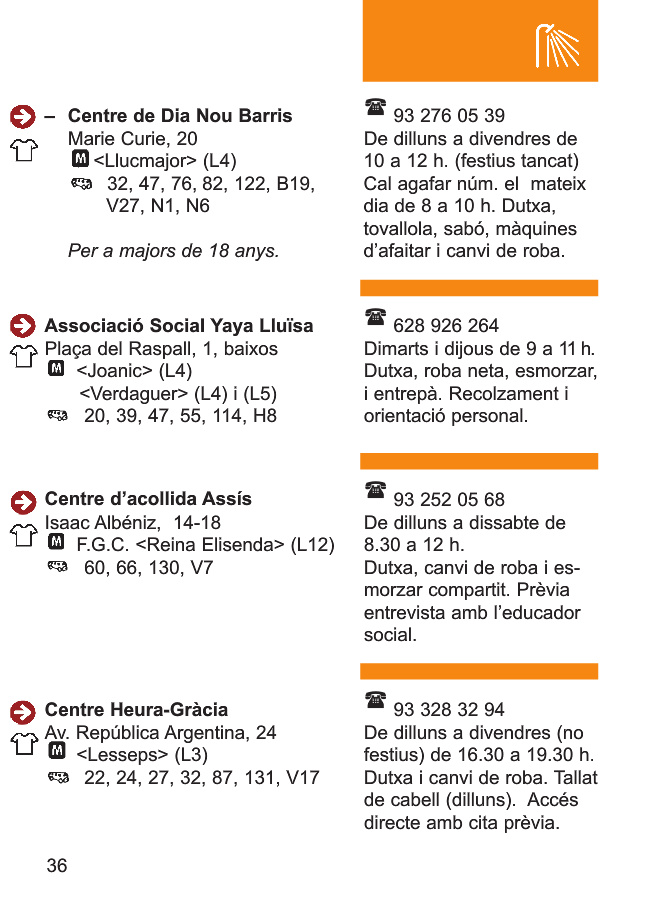 – Centre de Dia Nou Barris
Marie Curie, 20
M <Llucmajor> (L4)
32, 47, 76, 82, 122, B19,
V27, N1, N6
Per a majors de 18 anys.
93 276 05 39
De dilluns a divendres de
10 a 12 h. (festius tancat)
Cal agafar núm. el mateix
dia de 8 a 10 h. Dutxa,
tovallola, sabó, màquines
d’afaitar i canvi de roba.
Associació Social Yaya Lluïsa
Plaça del Raspall, 1, baixos
M <Joanic> (L4)
<Verdaguer> (L4) i (L5)
20, 39, 47, 55, 114, H8
628 926 264
Dimarts i dijous de 9 a 11 h.
Dutxa, roba neta, esmorzar,
i entrepà. Recolzament i
orientació personal.
Centre d’acollida Assís
Isaac Albéniz, 14-18
M F.G.C. <Reina Elisenda> (L12)
60, 66, 130, V7
93 252 05 68
De dilluns a dissabte de
8.30 a 12 h.
Dutxa, canvi de roba i es-
morzar compartit. Prèvia
entrevista amb l’educador
social.
Centre Heura-Gràcia
Av. República Argentina, 24
M <Lesseps> (L3)
22, 24, 27, 32, 87, 131, V17
93 328 32 94
De dilluns a divendres (no
festius) de 16.30 a 19.30 h.
Dutxa i canvi de roba. Tallat
de cabell (dilluns). Accés
directe amb cita prèvia.
36